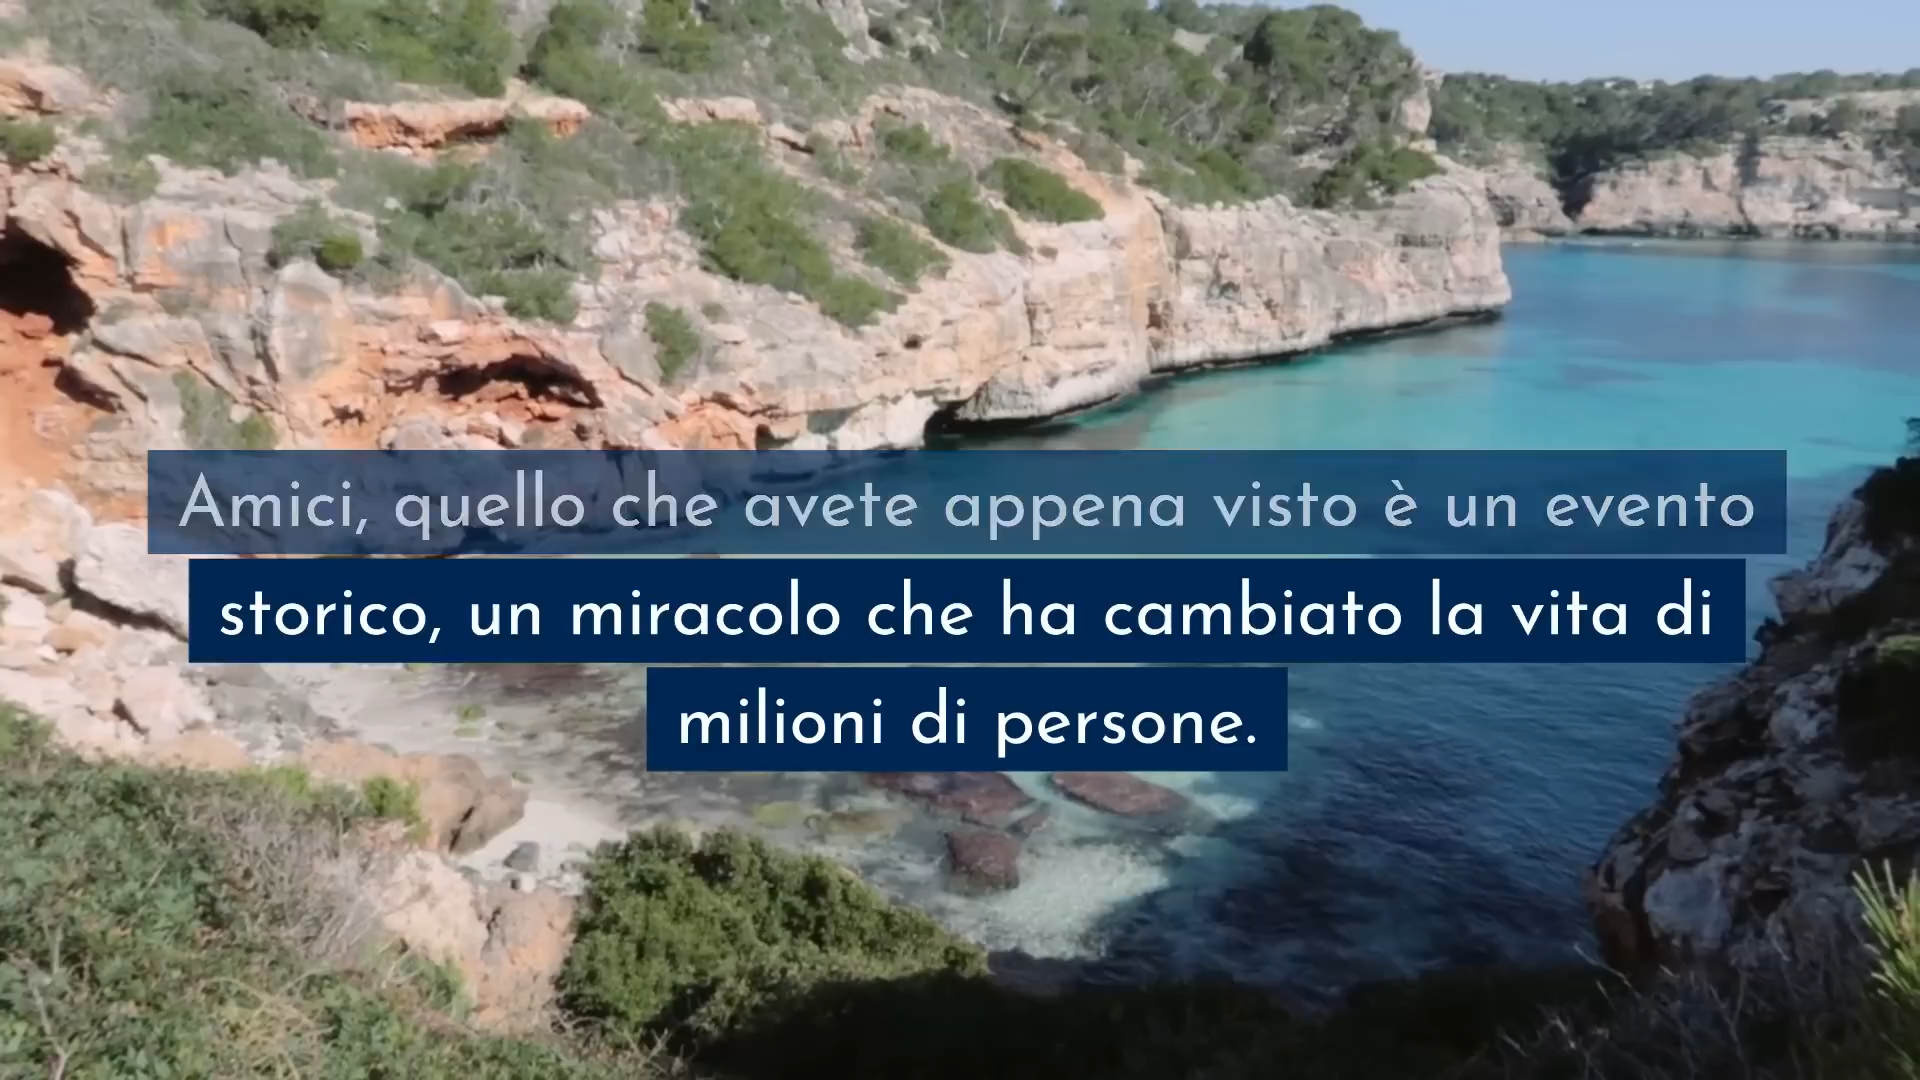 Amici, quello che avete appena visto è un evento
storico, un miracolo che ha cambiato la vita di
milioni di persone.